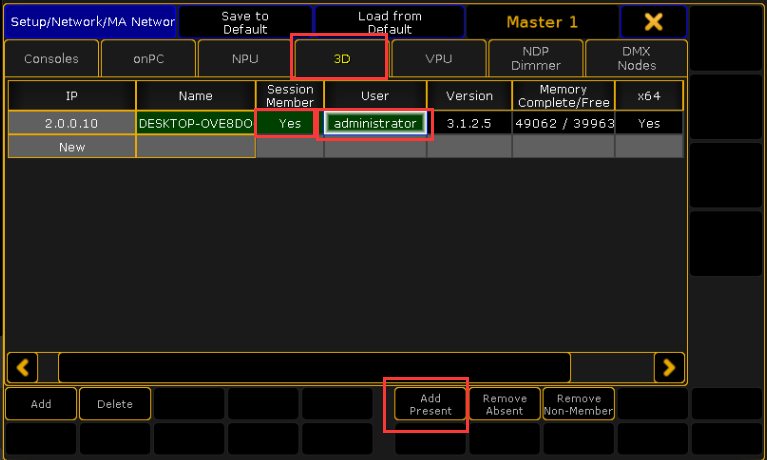 Setup/Network/MA Networ
Save to
Default
Load from
Default
Master 1
Consoles
onPC
NPU
3D
VPU
NDP
Dimmer
DMX
Nodes
IP
Name
Session
Member
User
Version
Memory
Complete/Free
x64
2.0.0.10
DESKTOP-OVE8DO
Yes
administrator
3.1.2.5
49062 / 39963
Yes
New
Add
Delete
Add
Present
Remove
Absent
Remove
Non-Member